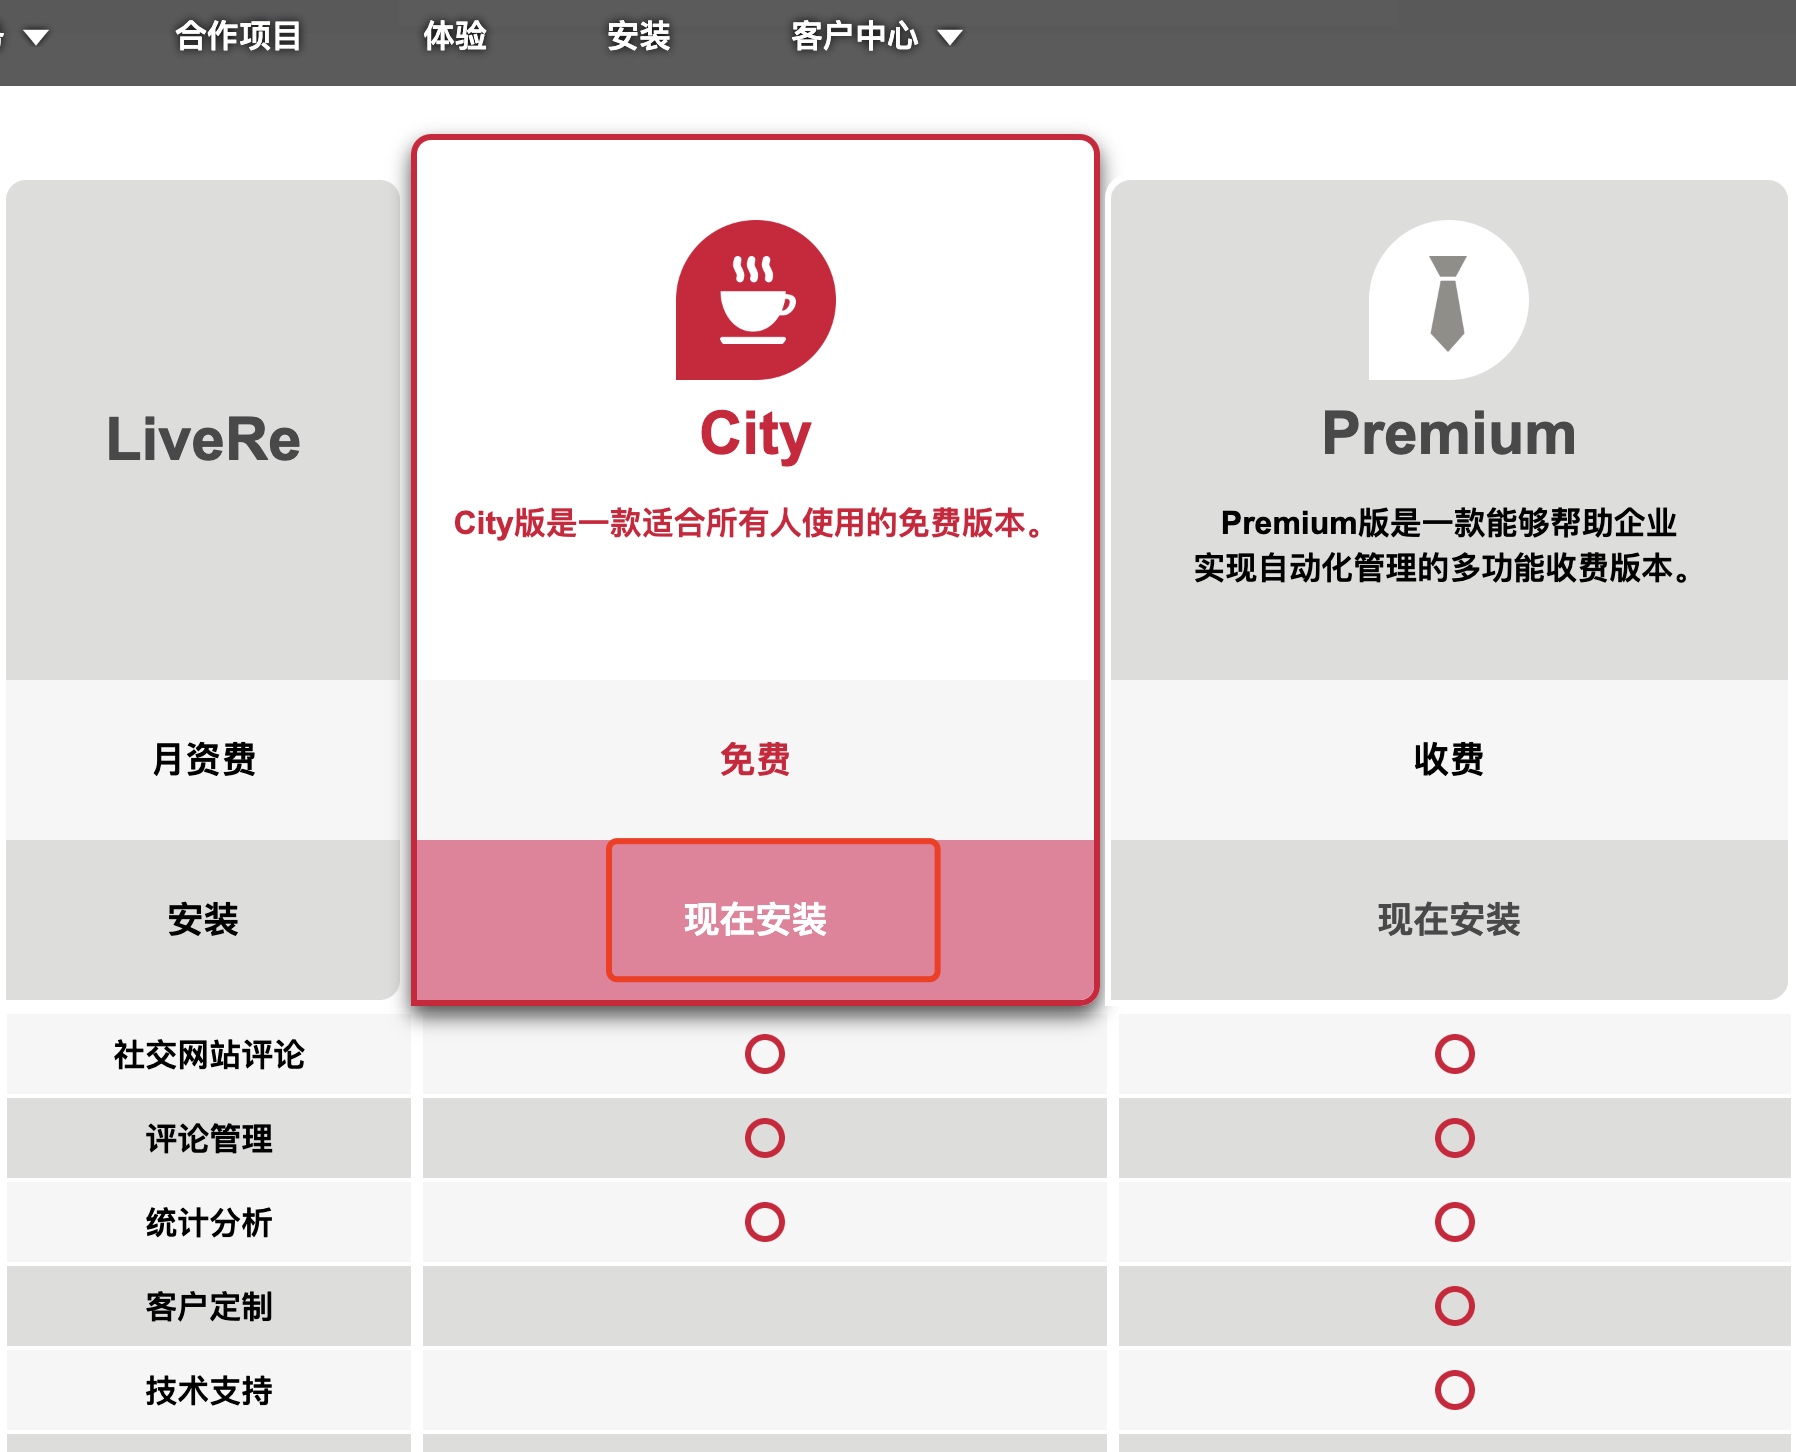 合作项目
体验
安装
客户中心
LiveRe
City
City版是一款适合所有人使用的免费版本。
Premium
Premium版是一款能够帮助企业
实现自动化管理的多功能收费版本。
月资费
免费
收费
安装
现在安装
现在安装
社交网站评论
评论管理
统计分析
客户定制
技术支持